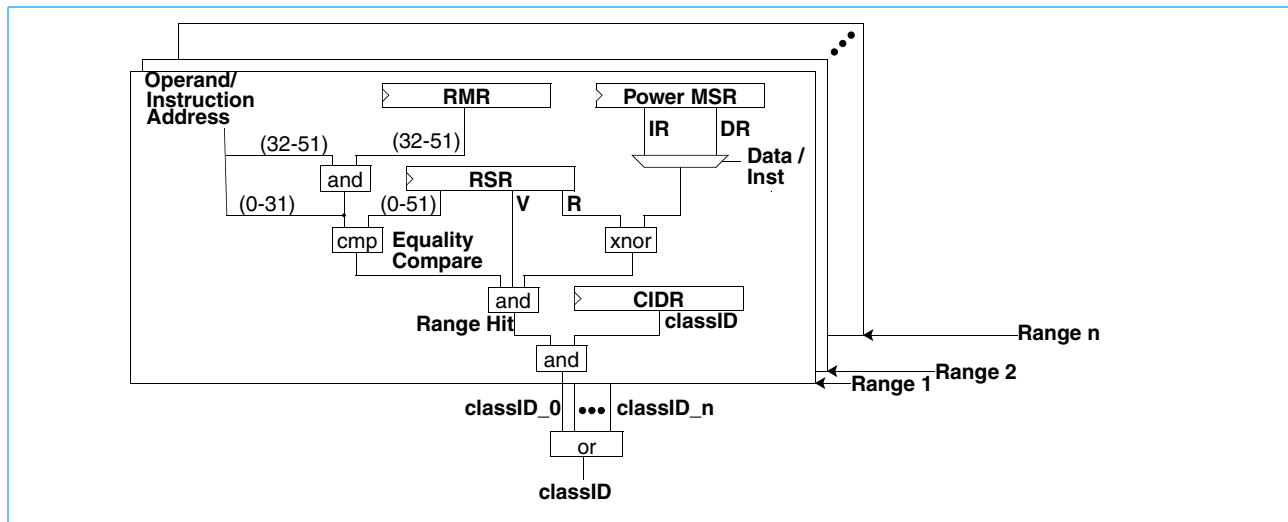 Operand/
Instruction
Address
RMR
Power MSR
IR
DR
(32-51)
(32-51)
Data /
Inst
and
RSR
(0-31)
(0-51)
V
R
cmp
Equality
Compare
xnor
and
CIDR
Range Hit
classID
Range n
and
Range 2
Range 1
classID_0
classID_n
or
classID